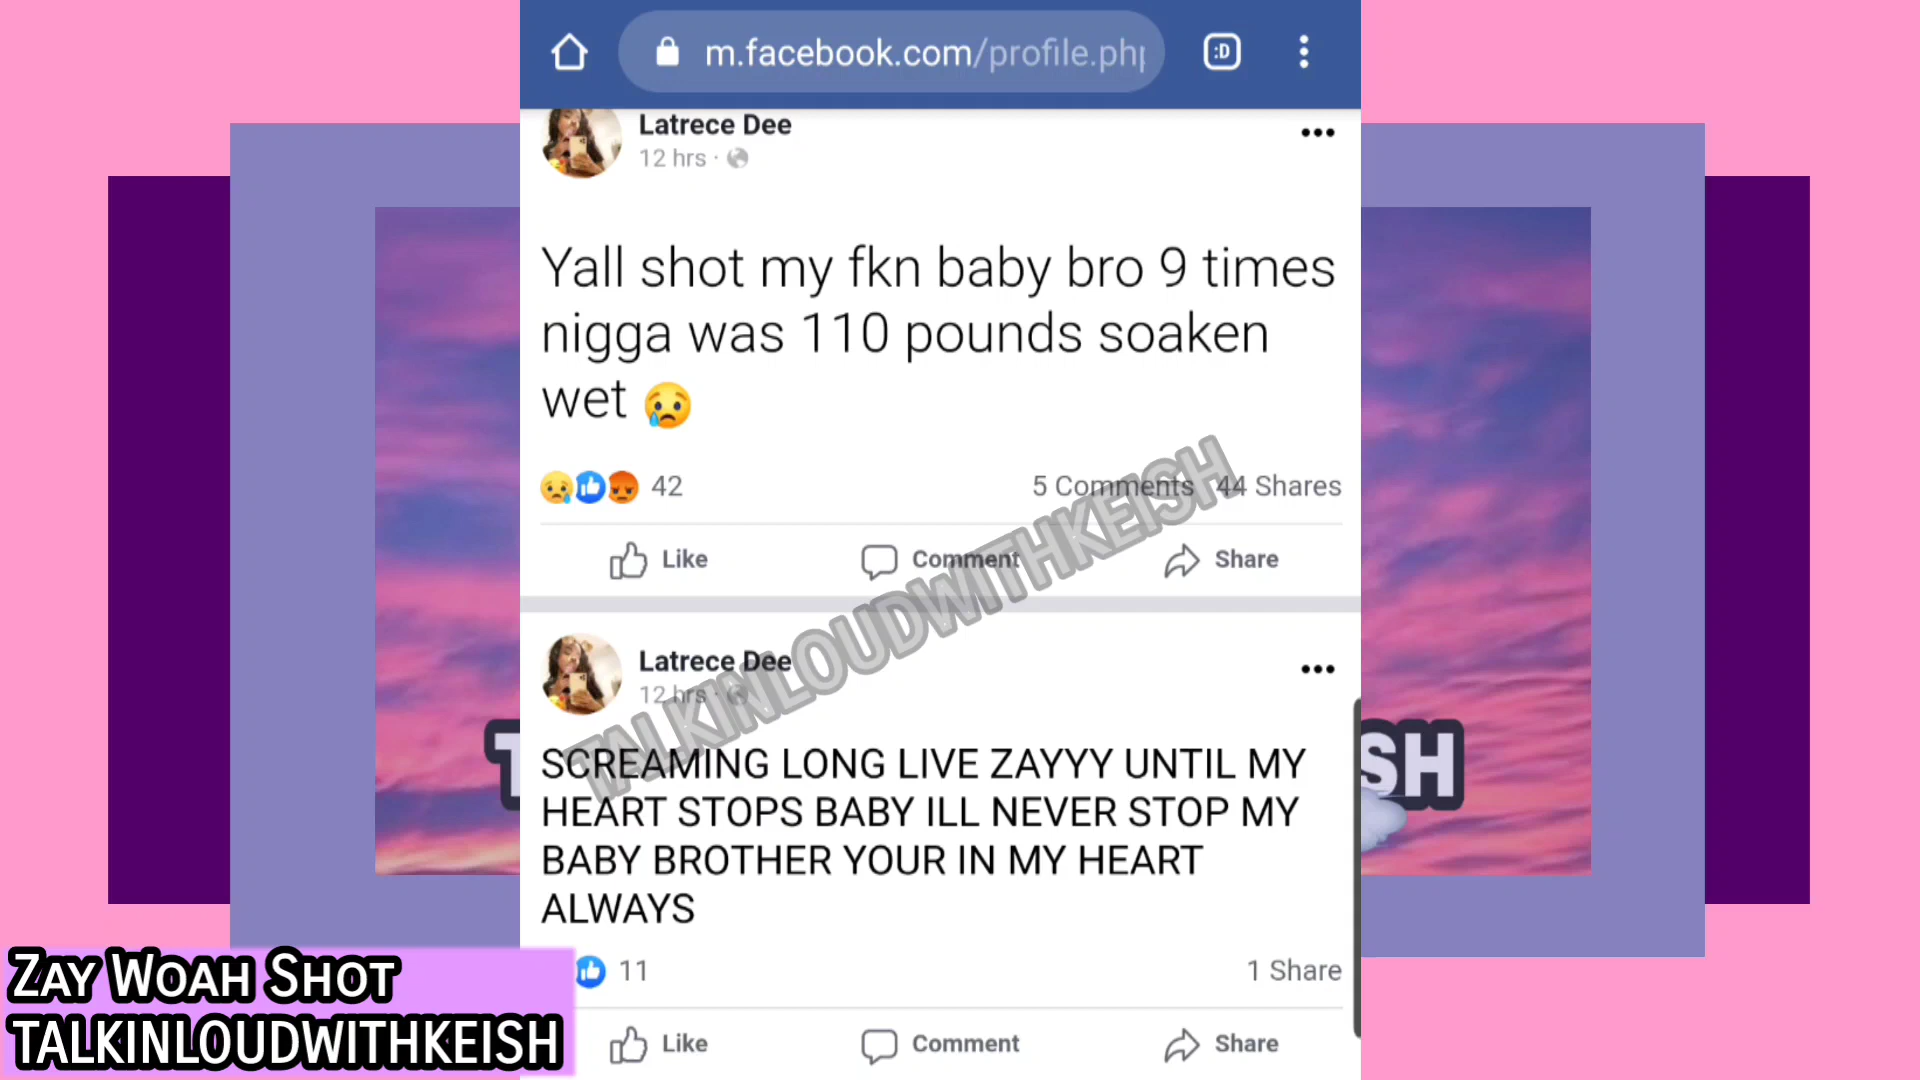 m.facebook.com/profile.php
:D
Latrece Dee
12 hrs ·
Yall shot my fkn baby bro 9 times
nigga was 110 pounds soaken
wet 😢
42
5 Comments 44 Shares
Like Comment Share
TALKINLOUDWITHKEISH
Latrece Dee
12 hrs ·
SCREAMING LONG LIVE ZAYYY UNTIL MY
HEART STOPS BABY ILL NEVER STOP MY
BABY BROTHER YOUR IN MY HEART
ALWAYS
T
SH
11
1 Share
Like Comment Share
ZAY WOAH SHOT
TALKINLOUDWITHKEISH